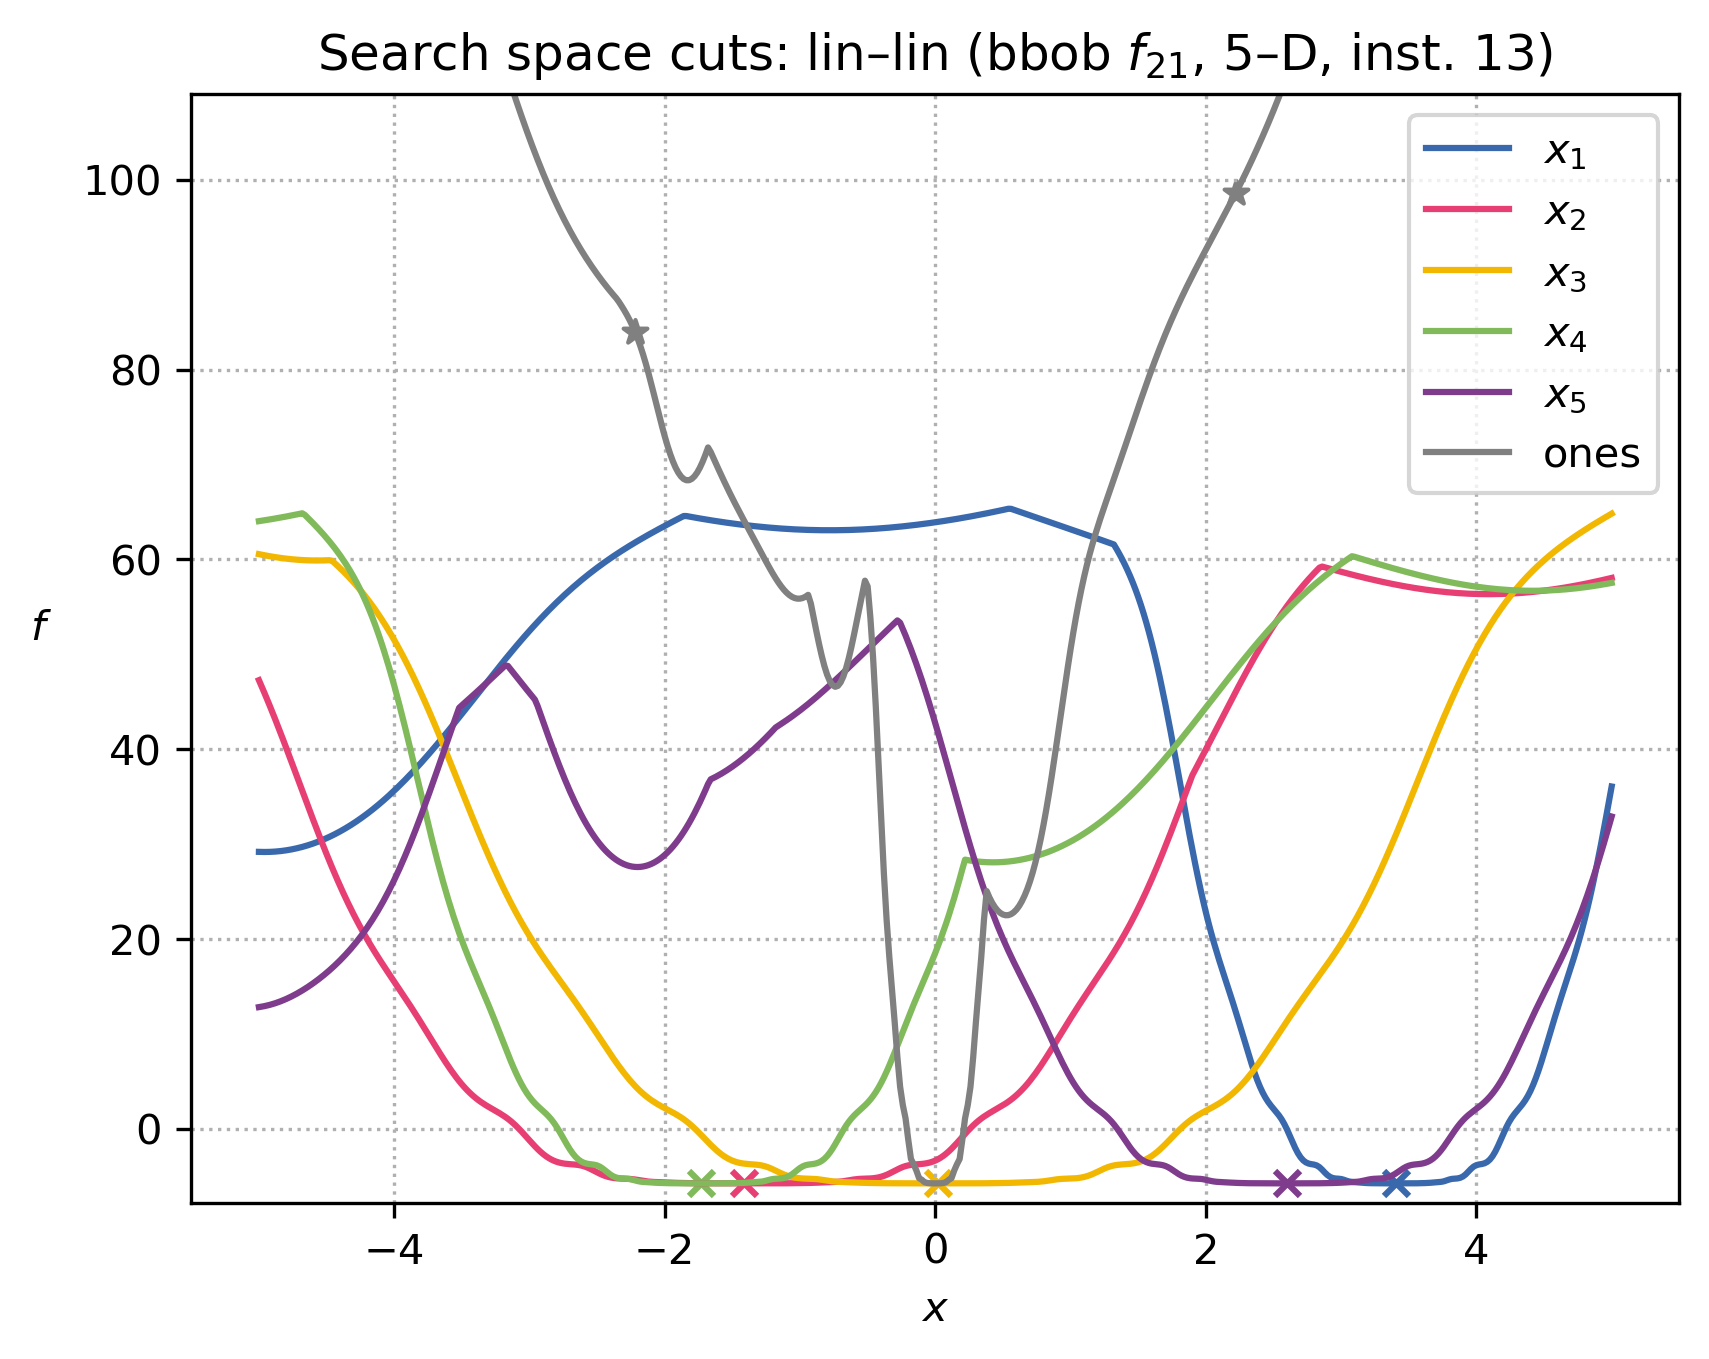 Search space cuts: lin–lin (bbob f₂₁, 5–D, inst. 13)
100
80
60
40
20
0
f
x₁
x₂
x₃
x₄
x₅
ones
−4
−2
0
2
4
x